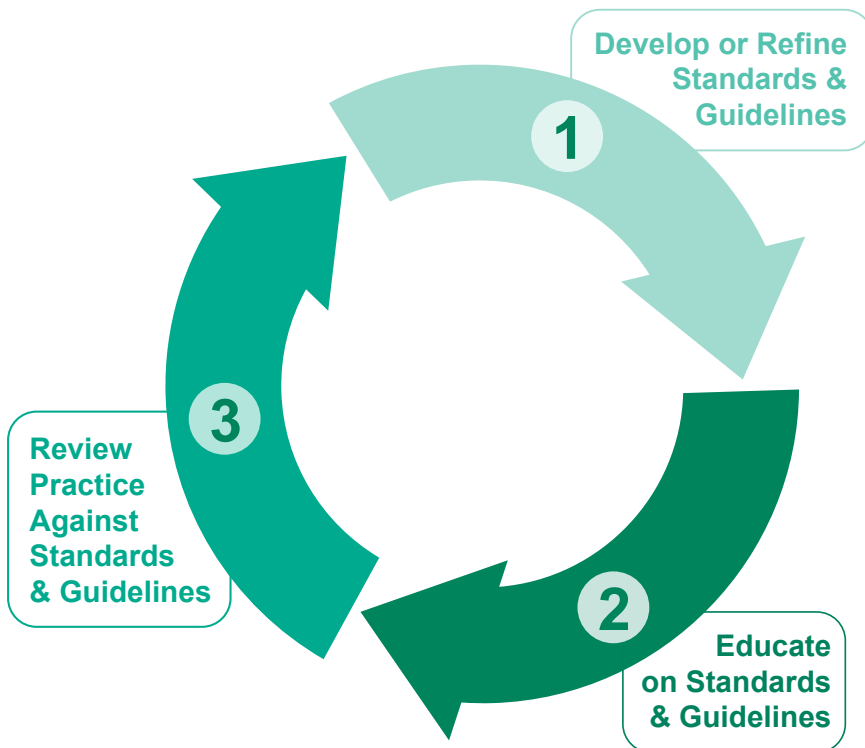 1
Develop or Refine
Standards &
Guidelines
2
Educate
on Standards
& Guidelines
3
Review
Practice
Against
Standards
& Guidelines